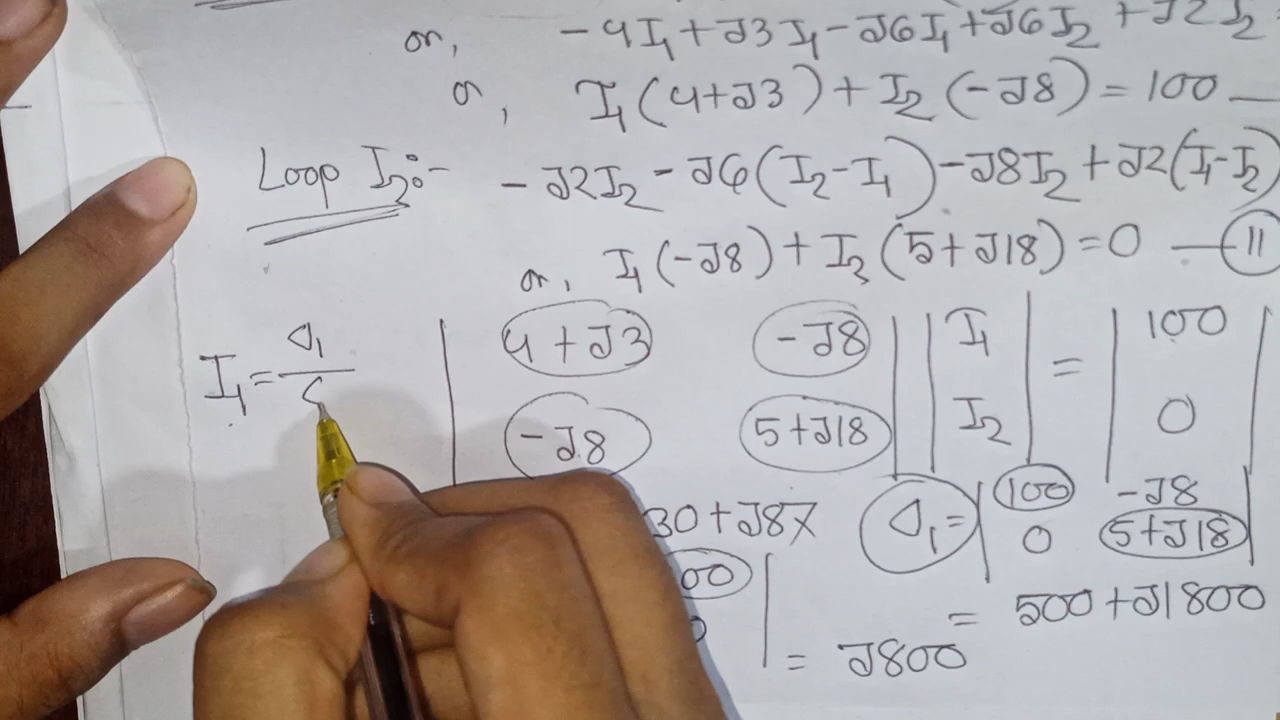 or, -4I1+J3I1-J6I1+J6I2+J2I2
or, I1(4+J3)+I2(-J8)=100 —
Loop I2:- -J2I2-J6(I2-I1)-J8I2+J2(I1-I2)
or, I1(-J8)+I2(5+J18)=0 — 11
I1=Δ1/ | 4+J3 -J8 | | I1 | = | 100 |
| -J8 5+J18 | | I2 | | 0 |
30+J87 Δ1= | 100 -J8 |
| 0 5+J18 |
00 | = 500+J1800
= J800